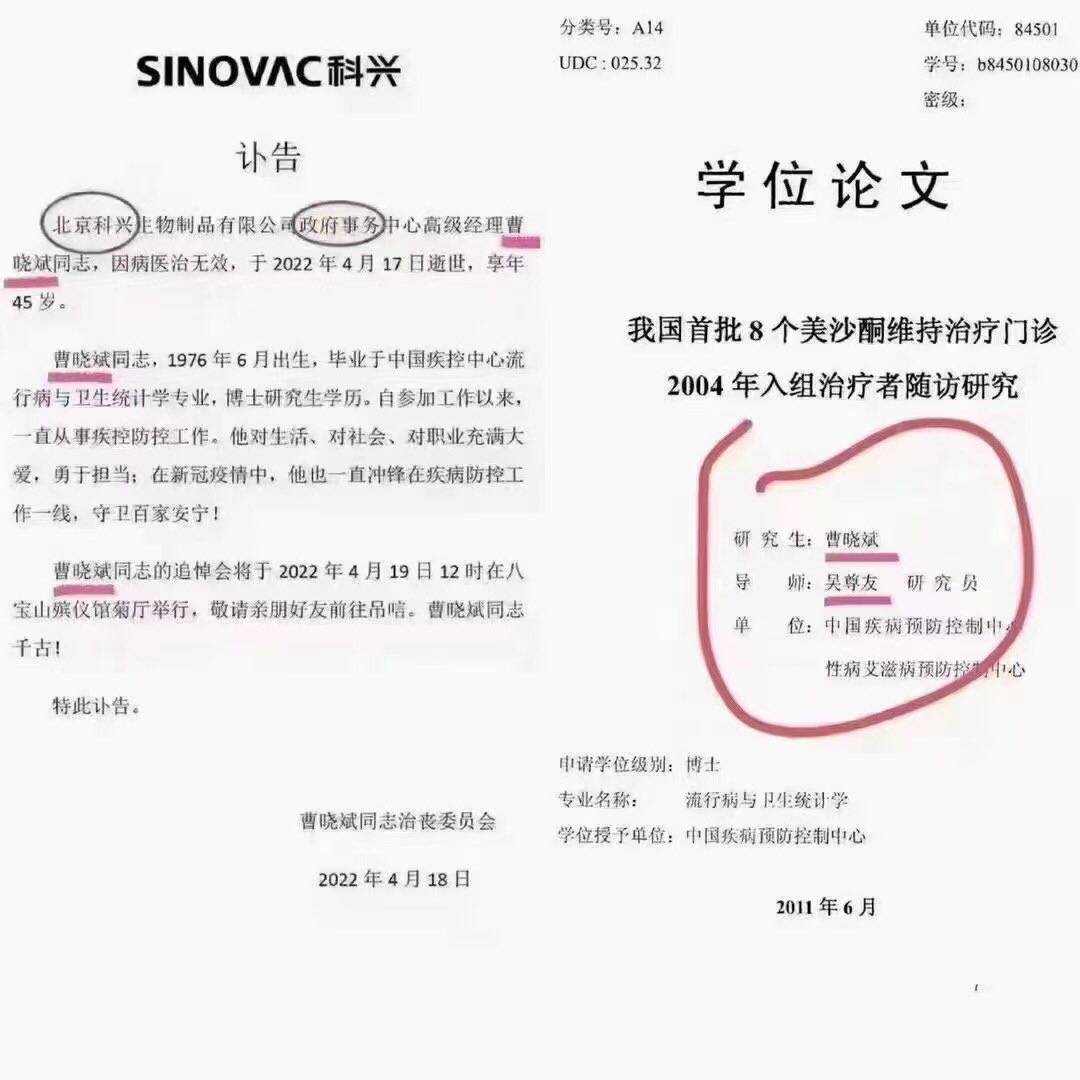 SINOVAC科兴
讣告
北京科兴生物制品有限公司政府事务中心高级经理曹
晓斌同志，因病医治无效，于 2022 年 4 月 17 日逝世，享年
45 岁。
曹晓斌同志，1976 年 6 月出生，毕业于中国疾控中心流
行病与卫生统计学专业，博士研究生学历。自参加工作以来，
一直从事疾控防控工作。他对生活、对社会、对职业充满大
爱，勇于担当；在新冠疫情中，他也一直冲锋在疾病防控工
作一线，守卫百家安宁！
曹晓斌同志的追悼会将于 2022 年 4 月 19 日 12 时在八
宝山殡仪馆菊厅举行，敬请亲朋好友前往吊唁。曹晓斌同志
千古！
特此讣告。
曹晓斌同志治丧委员会
2022 年 4 月 18 日
分类号：A14
单位代码：84501
UDC : 025.32
学号：b8450108030
密级：
学位论文
我国首批 8 个美沙酮维持治疗门诊
2004 年入组治疗者随访研究
研 究 生：曹晓斌
导 师：吴尊友 研 究 员
单 位：中国疾病预防控制中心
性病艾滋病预防控制中心
申请学位级别：博士
专业名称： 流行病与卫生统计学
学位授予单位：中国疾病预防控制中心
2011 年 6 月